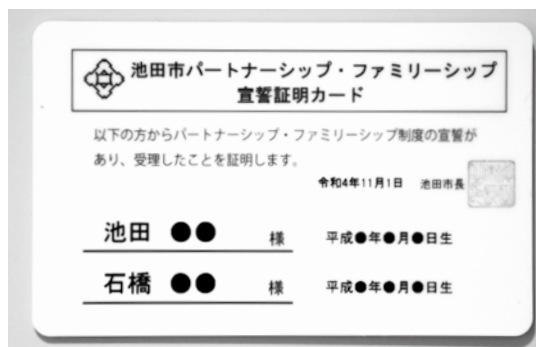 池田市パートナーシップ・ファミリーシップ
宣誓証明カード
以下の方からパートナーシップ・ファミリーシップ制度の宣誓が
あり、受理したことを証明します。
令和4年11月1日 池田市長
池田 ●● 様 平成●年●月●日生
石橋 ●● 様 平成●年●月●日生